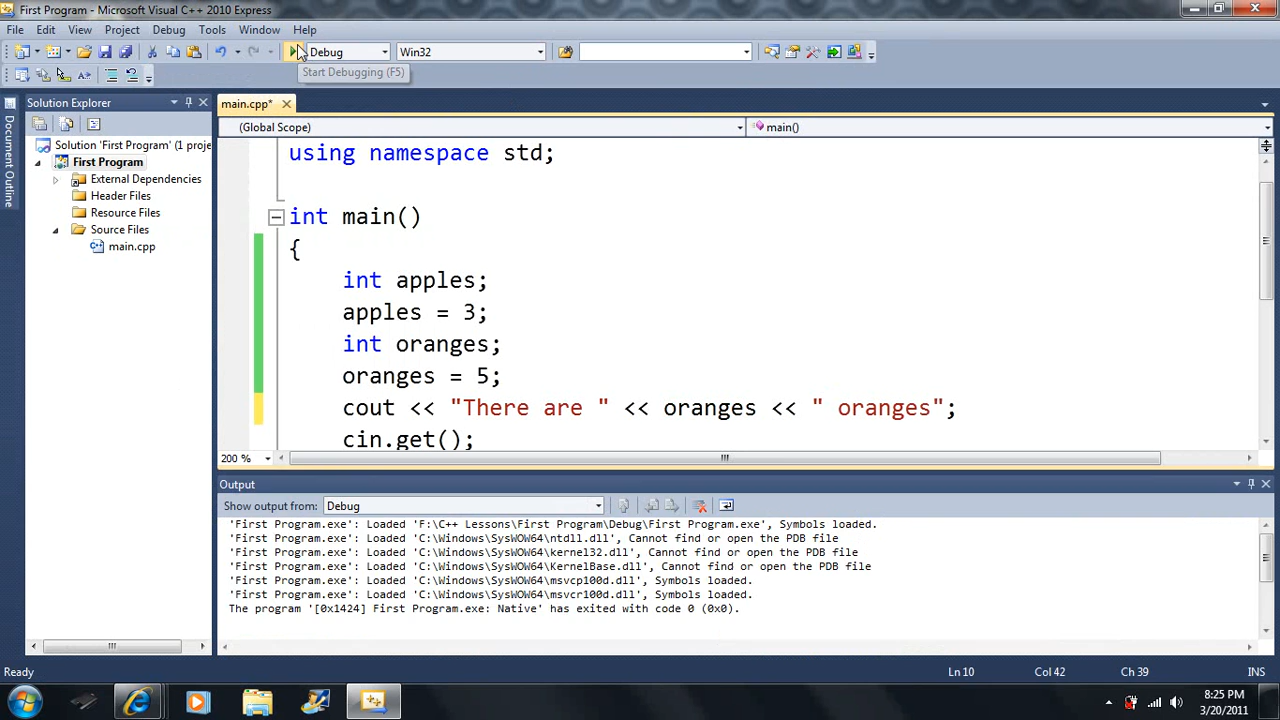 First Program - Microsoft Visual C++ 2010 Express
File Edit View Project Debug Tools Window Help
Debug Win32
Start Debugging (F5)
Document Outline
Solution Explorer
Solution 'First Program' (1 proje
First Program
External Dependencies
Header Files
Resource Files
Source Files
main.cpp
main.cpp*
(Global Scope) main()
using namespace std;
int main()
{
int apples;
apples = 3;
int oranges;
oranges = 5;
cout << "There are " << oranges << " oranges";
cin.get();
200 %
Output
Show output from: Debug
'First Program.exe': Loaded 'F:\C++ Lessons\First Program\Debug\First Program.exe', Symbols loaded.
'First Program.exe': Loaded 'C:\Windows\SysWOW64\ntdll.dll', Cannot find or open the PDB file
'First Program.exe': Loaded 'C:\Windows\SysWOW64\kernel32.dll', Cannot find or open the PDB file
'First Program.exe': Loaded 'C:\Windows\SysWOW64\KernelBase.dll', Cannot find or open the PDB file
'First Program.exe': Loaded 'C:\Windows\SysWOW64\msvcp100d.dll', Symbols loaded.
'First Program.exe': Loaded 'C:\Windows\SysWOW64\msvcr100d.dll', Symbols loaded.
The program '[0x1424] First Program.exe: Native' has exited with code 0 (0x0).
Ready Ln 10 Col 42 Ch 39 INS
8:25 PM
3/20/2011